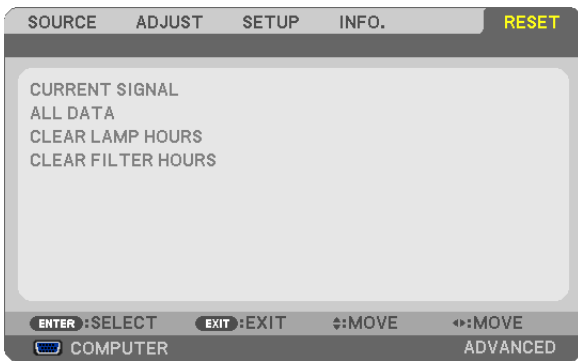 SOURCE ADJUST SETUP INFO. RESET
CURRENT SIGNAL
ALL DATA
CLEAR LAMP HOURS
CLEAR FILTER HOURS
ENTER :SELECT EXIT :EXIT :MOVE :MOVE
COMPUTER ADVANCED